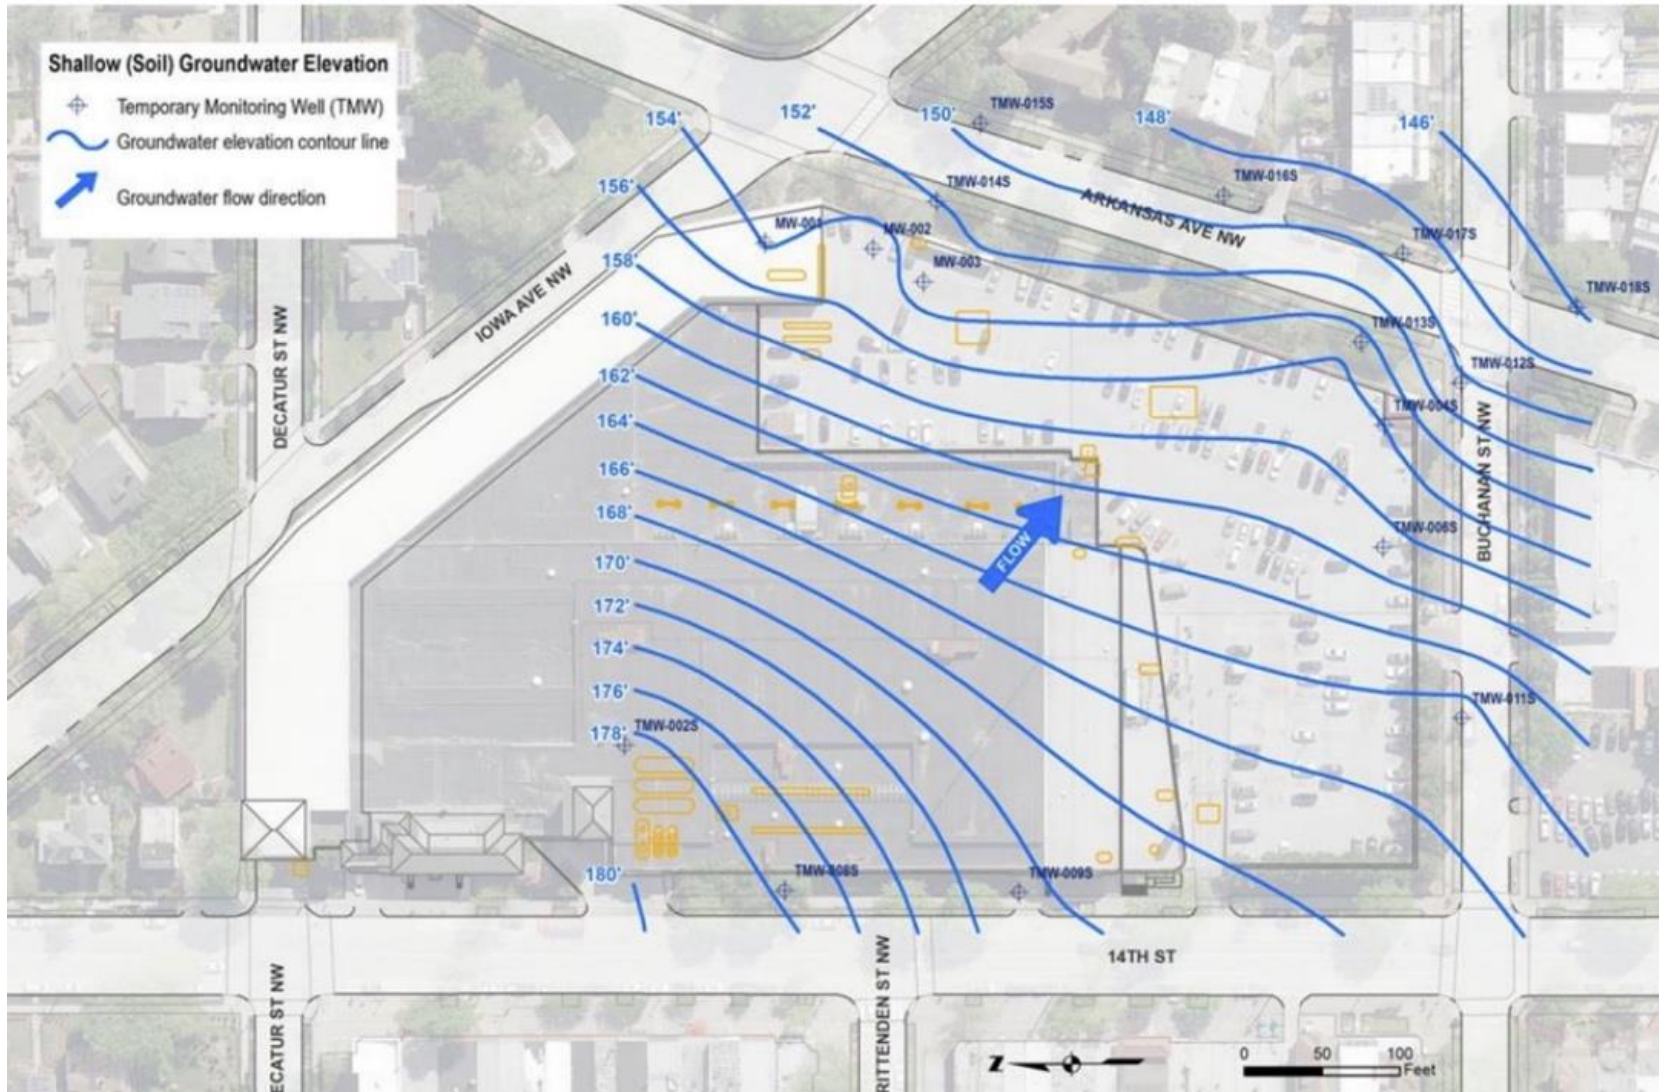 Shallow (Soil) Groundwater Elevation
Temporary Monitoring Well (TMW)
Groundwater elevation contour line
Groundwater flow direction
154'
152'
150'
TMW-015S
148'
146'
156'
TMW-014S
TMW-016S
ARKANSAS AVE NW
MW-001
MW-002
TMW-017S
158'
MW-003
TMW-018S
IOWA AVE NW
160'
TMW-013S
DECATUR ST NW
162'
TMW-012S
164'
TMW-004S
166'
BUCHANAN ST NW
168'
TMW-006S
FLOW
170'
172'
174'
176'
TMW-011S
178'
TMW-002S
180'
TMW-008S
TMW-009S
14TH ST
ECATUR ST NW
RITTENDEN ST NW
Z
0 50 100
Feet